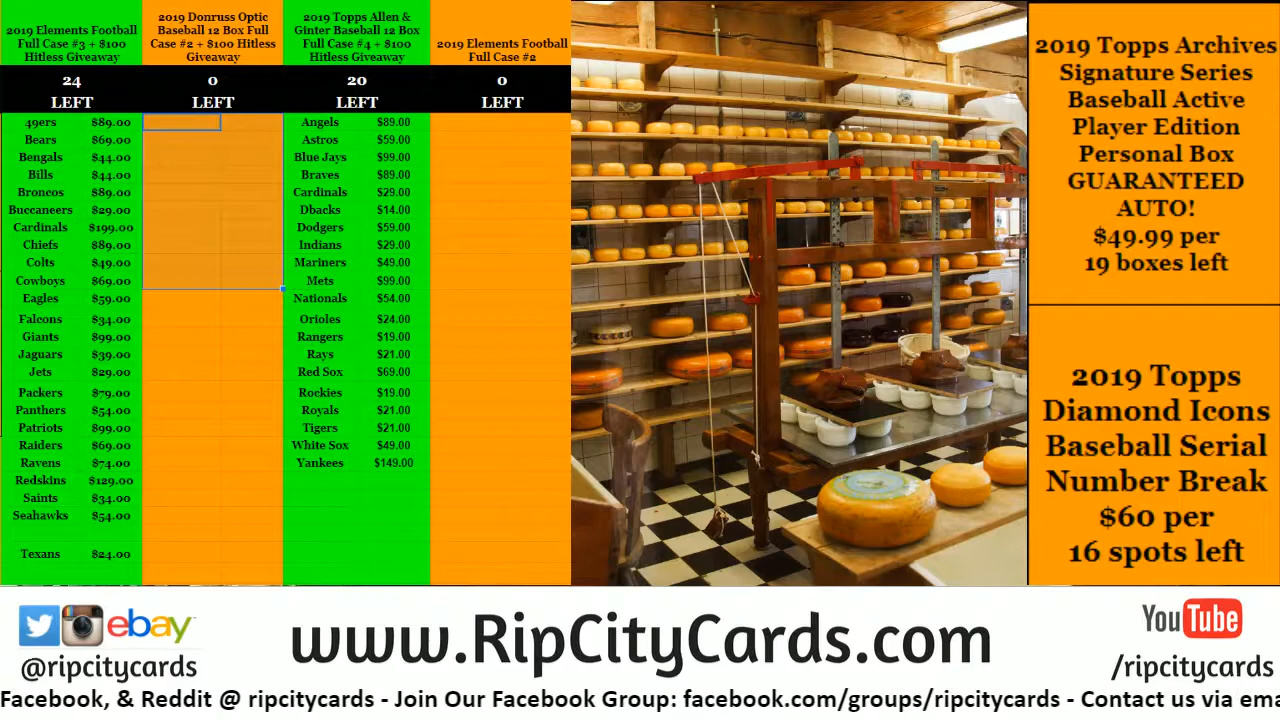 2019 Elements Football
Full Case #3 + $100
Hitless Giveaway
24
LEFT
49ers $89.00
Bears $69.00
Bengals $44.00
Bills $44.00
Broncos $89.00
Buccaneers $29.00
Cardinals $199.00
Chiefs $89.00
Colts $49.00
Cowboys $69.00
Eagles $59.00
Falcons $34.00
Giants $99.00
Jaguars $39.00
Jets $29.00
Packers $79.00
Panthers $54.00
Patriots $99.00
Raiders $69.00
Ravens $74.00
Redskins $129.00
Saints $34.00
Seahawks $54.00
Texans $24.00
2019 Donruss Optic
Baseball 12 Box Full
Case #2 + $100 Hitless
Giveaway
0
LEFT
2019 Topps Allen &
Ginter Baseball 12 Box
Full Case #4 + $100
Hitless Giveaway
20
LEFT
Angels $89.00
Astros $59.00
Blue Jays $99.00
Braves $89.00
Cardinals $29.00
Dbacks $14.00
Dodgers $59.00
Indians $29.00
Mariners $49.00
Mets $99.00
Nationals $54.00
Orioles $24.00
Rangers $19.00
Rays $21.00
Red Sox $69.00
Rockies $19.00
Royals $21.00
Tigers $21.00
White Sox $49.00
Yankees $149.00
2019 Elements Football
Full Case #2
0
LEFT
2019 Topps Archives
Signature Series
Baseball Active
Player Edition
Personal Box
GUARANTEED
AUTO!
$49.99 per
19 boxes left
2019 Topps
Diamond Icons
Baseball Serial
Number Break
$60 per
16 spots left
ebay
@ripcitycards
www.RipCityCards.com
YouTube
/ripcitycards
Facebook, & Reddit @ ripcitycards - Join Our Facebook Group: facebook.com/groups/ripcitycards - Contact us via ema